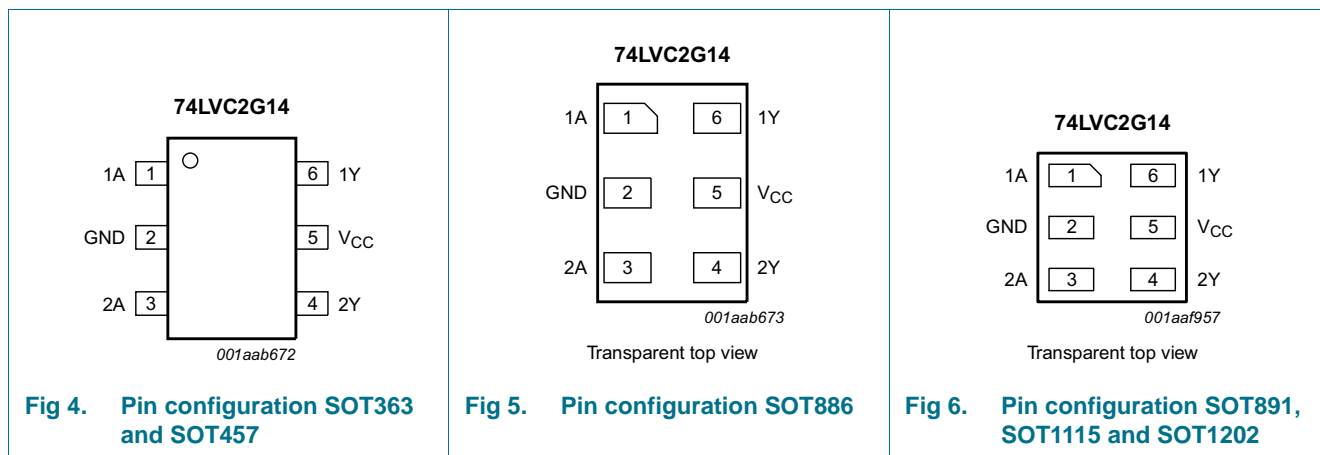 74LVC2G14
1A 1 6 1Y
GND 2 5 VCC
2A 3 4 2Y
001aab672
Fig 4. Pin configuration SOT363
and SOT457
74LVC2G14
1A 1 6 1Y
GND 2 5 VCC
2A 3 4 2Y
001aab673
Transparent top view
Fig 5. Pin configuration SOT886
74LVC2G14
1A 1 6 1Y
GND 2 5 VCC
2A 3 4 2Y
001aaf957
Transparent top view
Fig 6. Pin configuration SOT891,
SOT1115 and SOT1202